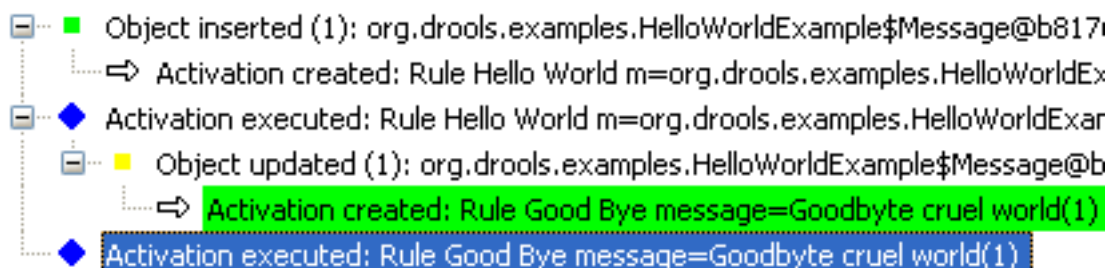 Object inserted (1): org.drools.examples.HelloWorldExample$Message@b817
Activation created: Rule Hello World m=org.drools.examples.HelloWorldEx
Activation executed: Rule Hello World m=org.drools.examples.HelloWorldExar
Object updated (1): org.drools.examples.HelloWorldExample$Message@b
Activation created: Rule Good Bye message=Goodbyte cruel world(1)
Activation executed: Rule Good Bye message=Goodbyte cruel world(1)